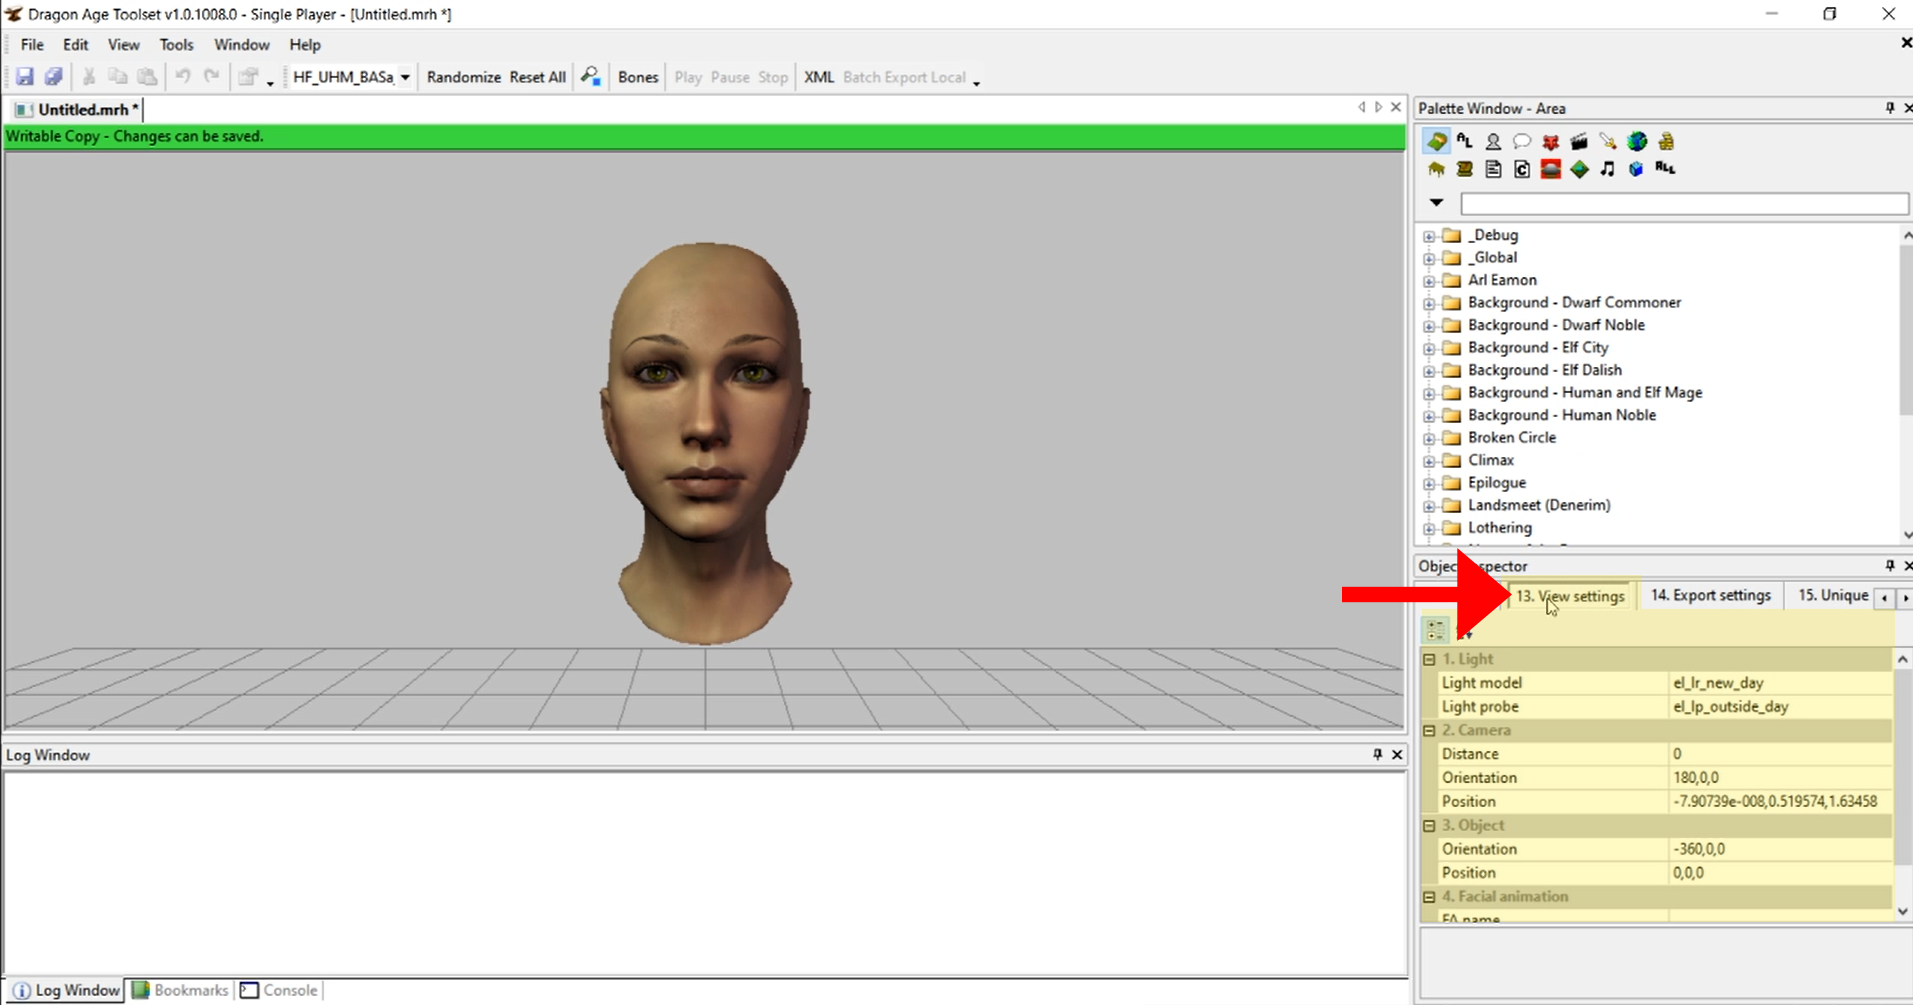 Dragon Age Toolset v1.0.1008.0 - Single Player - [Untitled.mrh *]
File Edit View Tools Window Help
HF_UHM_BASa Randomize Reset All Bones Play Pause Stop XML Batch Export Local
Untitled.mrh *
Writable Copy - Changes can be saved.
Palette Window - Area
_Debug
_Global
Arl Eamon
Background - Dwarf Commoner
Background - Dwarf Noble
Background - Elf City
Background - Elf Dalish
Background - Human and Elf Mage
Background - Human Noble
Broken Circle
Climax
Epilogue
Landsmeet (Denerim)
Lothering
13. View settings 14. Export settings 15. Unique
1. Light
Light model el_lr_new_day
Light probe el_lp_outside_day
2. Camera
Distance 0
Orientation 180,0,0
Position -7.90739e-008,0.519574,1.63458
3. Object
Orientation -360,0,0
Position 0,0,0
4. Facial animation
FA name
Log Window
Log Window Bookmarks Console